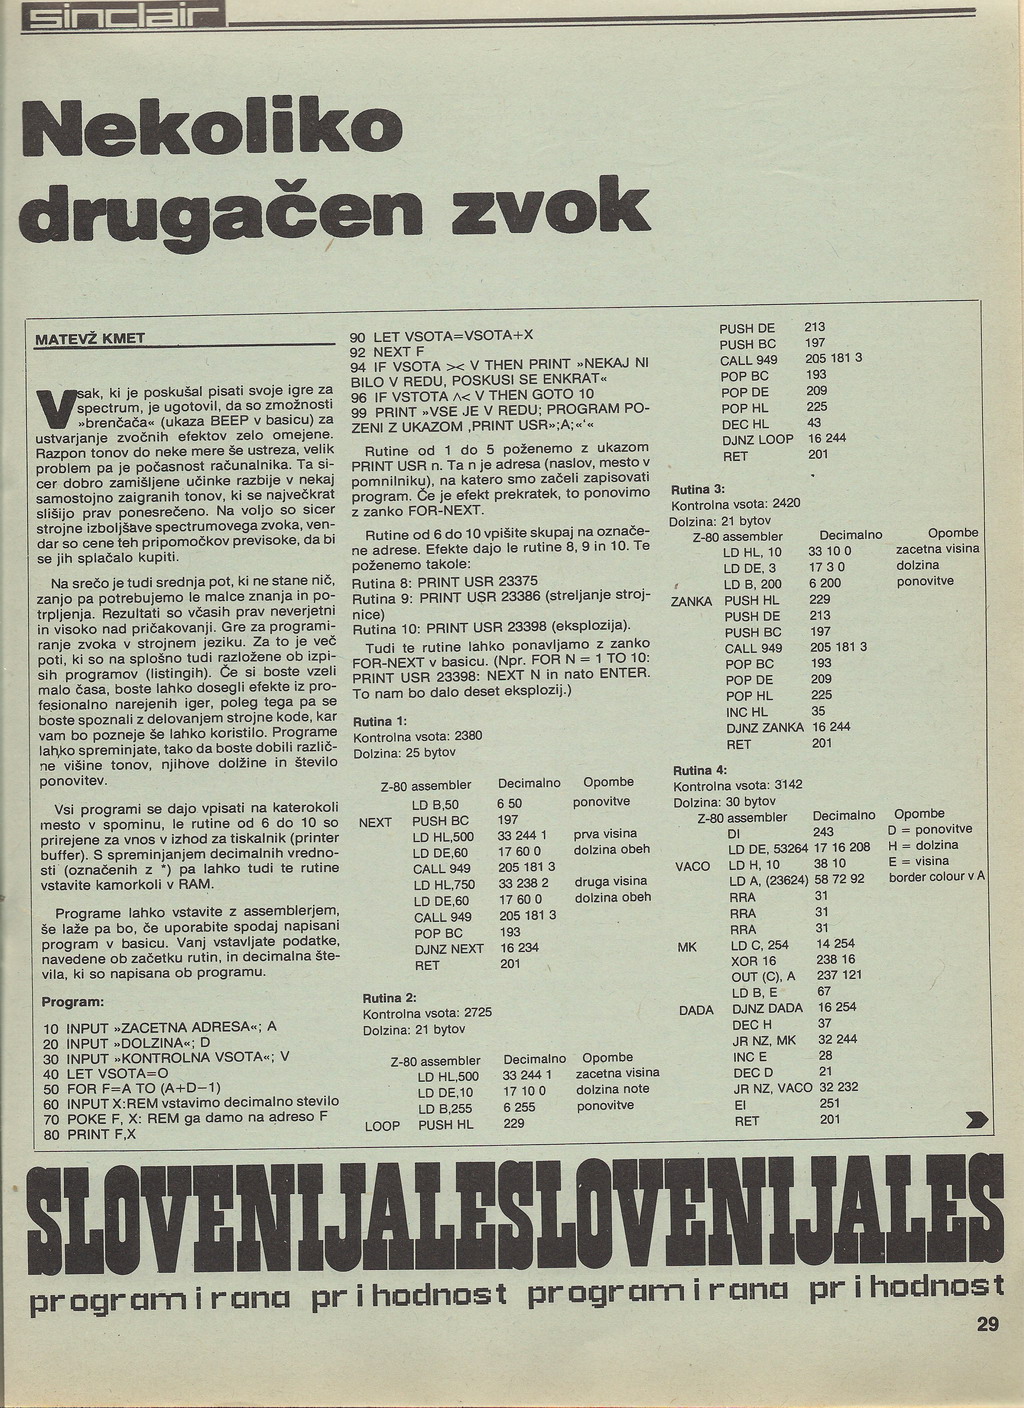 sinclair
Nekoliko
drugačen zvok
MATEVŽ KMET
Vsak, ki je poskušal pisati svoje igre za
spectrum, je ugotovil, da so zmožnosti
»brenčača« (ukaza BEEP v basicu) za
ustvarjanje zvočnih efektov zelo omejene.
Razpon tonov do neke mere še ustreza, velik
problem pa je počasnost računalnika. Ta si-
cer dobro zamišljene učinke razbije v nekaj
samostojno zaigranih tonov, ki se največkrat
slišijo prav ponesrečeno. Na voljo so sicer
strojne izboljšave spectrumovega zvoka, ven-
dar so cene teh pripomočkov previsoke, da bi
se jih splačalo kupiti.
Na srečo je tudi srednja pot, ki ne stane nič,
zanjo pa potrebujemo le malce znanja in po-
trpljenja. Rezultati so včasih prav neverjetni
in visoko nad pričakovanji. Gre za programi-
ranje zvoka v strojnem jeziku. Za to je več
poti, ki so na splošno tudi razložene ob izpi-
sih programov (listingih). Če si boste vzeli
malo časa, boste lahko dosegli efekte iz pro-
fesionalno narejenih iger, poleg tega pa se
boste spoznali z delovanjem strojne kode, kar
vam bo pozneje še lahko koristilo. Programe
lahko spreminjate, tako da boste dobili različ-
ne višine tonov, njihove dolžine in število
ponovitev.
Vsi programi se dajo vpisati na katerokoli
mesto v spominu, le rutine od 6 do 10 so
prirejene za vnos v izhod za tiskalnik (printer
buffer). S spreminjanjem decimalnih vredno-
sti (označenih z *) pa lahko tudi te rutine
vstavite kamorkoli v RAM.
Programe lahko vstavite z assemblerjem,
še laže pa bo, če uporabite spodaj napisani
program v basicu. Vanj vstavljate podatke,
navedene ob začetku rutin, in decimalna šte-
vila, ki so napisana ob programu.
Program:
10 INPUT »ZACETNA ADRESA«; A
20 INPUT »DOLZINA«; D
30 INPUT »KONTROLNA VSOTA«; V
40 LET VSOTA=O
50 FOR F=A TO (A+D−1)
60 INPUT X:REM vstavimo decimalno stevilo
70 POKE F, X: REM ga damo na adreso F
80 PRINT F,X
90 LET VSOTA=VSOTA+X
92 NEXT F
94 IF VSOTA >< V THEN PRINT »NEKAJ NI
BILO V REDU, POSKUSI SE ENKRAT«
96 IF VSTOTA ∧< V THEN GOTO 10
99 PRINT »VSE JE V REDU; PROGRAM PO-
ZENI Z UKAZOM ,PRINT USR»;A;«'«
Rutine od 1 do 5 poženemo z ukazom
PRINT USR n. Ta n je adresa (naslov, mesto v
pomnilniku), na katero smo začeli zapisovati
program. Če je efekt prekratek, to ponovimo
z zanko FOR-NEXT.
Rutine od 6 do 10 vpišite skupaj na označe-
ne adrese. Efekte dajo le rutine 8, 9 in 10. Te
poženemo takole:
Rutina 8: PRINT USR 23375
Rutina 9: PRINT USR 23386 (streljanje stroj-
nice)
Rutina 10: PRINT USR 23398 (eksplozija).
Tudi te rutine lahko ponavljamo z zanko
FOR-NEXT v basicu. (Npr. FOR N = 1 TO 10:
PRINT USR 23398: NEXT N in nato ENTER.
To nam bo dalo deset eksplozij.)
Rutina 1:
Kontrolna vsota: 2380
Dolzina: 25 bytov
Z-80 assembler Decimalno Opombe
LD B,50 6 50 ponovitve
NEXT PUSH BC 197
LD HL,500 33 244 1 prva visina
LD DE,60 17 60 0 dolzina obeh
CALL 949 205 181 3
LD HL,750 33 238 2 druga visina
LD DE,60 17 60 0 dolzina obeh
CALL 949 205 181 3
POP BC 193
DJNZ NEXT 16 234
RET 201
Rutina 2:
Kontrolna vsota: 2725
Dolzina: 21 bytov
Z-80 assembler Decimalno Opombe
LD HL,500 33 244 1 zacetna visina
LD DE,10 17 10 0 dolzina note
LD B,255 6 255 ponovitve
LOOP PUSH HL 229
PUSH DE 213
PUSH BC 197
CALL 949 205 181 3
POP BC 193
POP DE 209
POP HL 225
DEC HL 43
DJNZ LOOP 16 244
RET 201
Rutina 3:
Kontrolna vsota: 2420
Dolzina: 21 bytov
Z-80 assembler Decimalno Opombe
LD HL, 10 33 10 0 zacetna visina
LD DE, 3 17 3 0 dolzina
LD B, 200 6 200 ponovitve
ZANKA PUSH HL 229
PUSH DE 213
PUSH BC 197
CALL 949 205 181 3
POP BC 193
POP DE 209
POP HL 225
INC HL 35
DJNZ ZANKA 16 244
RET 201
Rutina 4:
Kontrolna vsota: 3142
Dolzina: 30 bytov
Z-80 assembler Decimalno Opombe
DI 243 D = ponovitve
LD DE, 53264 17 16 208 H = dolzina
VACO LD H, 10 38 10 E = visina
LD A, (23624) 58 72 92 border colour v A
RRA 31
RRA 31
RRA 31
MK LD C, 254 14 254
XOR 16 238 16
OUT (C), A 237 121
LD B, E 67
DADA DJNZ DADA 16 254
DEC H 37
JR NZ, MK 32 244
INC E 28
DEC D 21
JR NZ, VACO 32 232
EI 251
RET 201
SLOVENIJALESSLOVENIJALES
programirana prihodnost programirana prihodnost
29